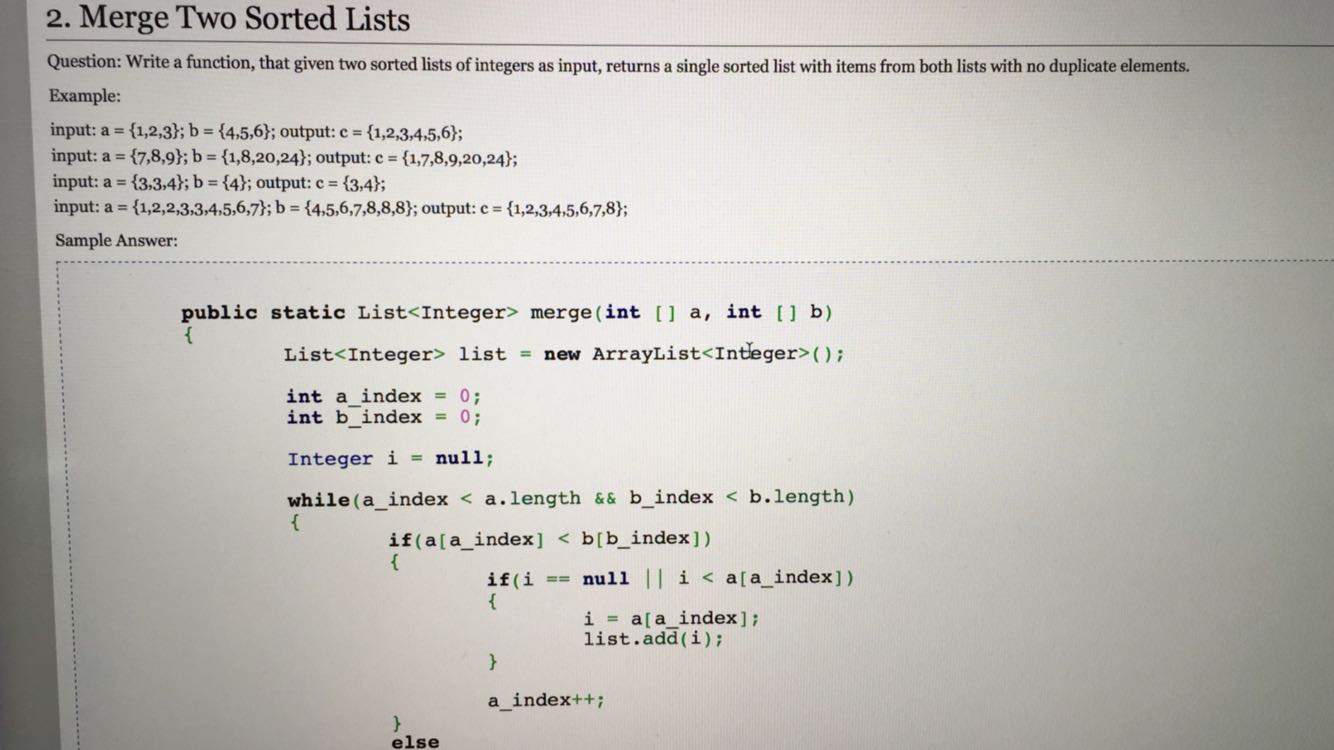 2. Merge Two Sorted Lists
Question: Write a function, that given two sorted lists of integers as input, returns a single sorted list with items from both lists with no duplicate elements.
Example:
input: a = {1,2,3}; b = {4,5,6}; output: c = {1,2,3,4,5,6};
input: a = {7,8,9}; b = {1,8,20,24}; output: c = {1,7,8,9,20,24};
input: a = {3,3,4}; b = {4}; output: c = {3,4};
input: a = {1,2,2,3,3,4,5,6,7}; b = {4,5,6,7,8,8,8}; output: c = {1,2,3,4,5,6,7,8};
Sample Answer:
public static List<Integer> merge(int [] a, int [] b)
{
List<Integer> list = new ArrayList<Integer>();
int a_index = 0;
int b_index = 0;
Integer i = null;
while(a_index < a.length && b_index < b.length)
{
if(a[a_index] < b[b_index])
{
if(i == null || i < a[a_index])
{
i = a[a_index];
list.add(i);
}
a_index++;
}
else